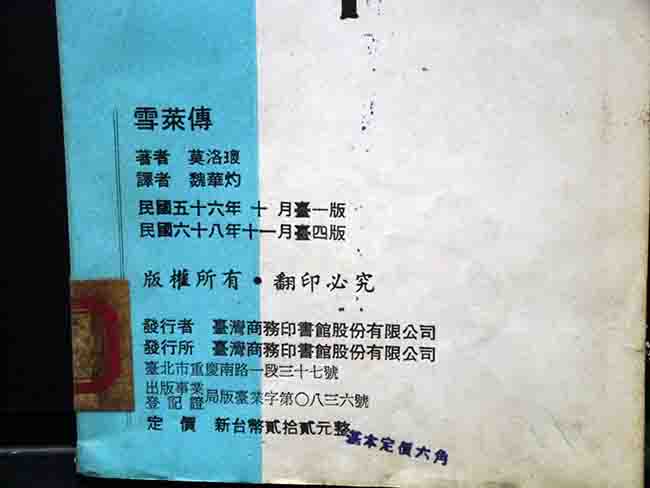 雪萊傳
著者 莫洛瓌
譯者 魏華灼
民國五十六年十月臺一版
民國六十八年十一月臺四版
版權所有・翻印必究
發行者 臺灣商務印書館股份有限公司
發行所 臺灣商務印書館股份有限公司
臺北市重慶南路一段三十七號
出版事業登記證 局版臺業字第〇八三六號
定價 新台幣貳拾貳元整
基本定價六角